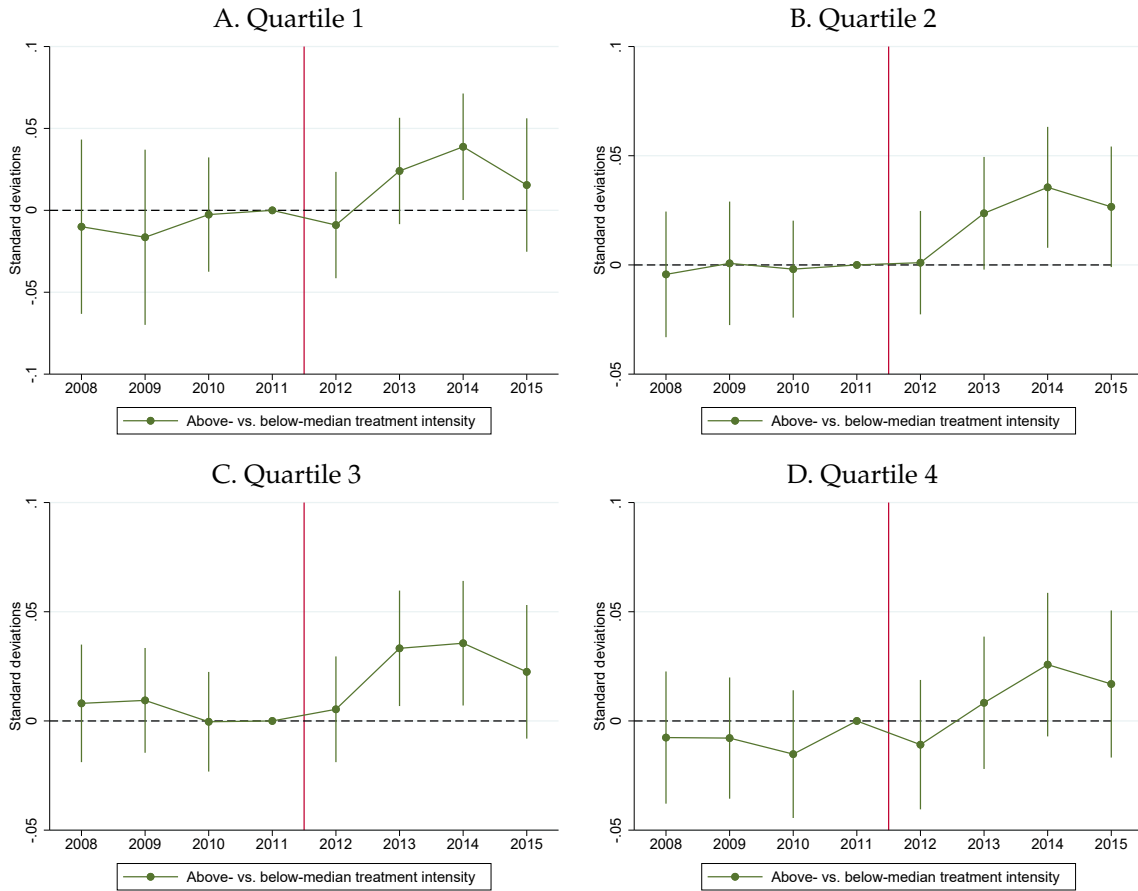 A. Quartile 1
.1
.05
0
-.05
-.1
Standard deviations
2008 2009 2010 2011 2012 2013 2014 2015
Above- vs. below-median treatment intensity
B. Quartile 2
.1
.05
0
-.05
Standard deviations
2008 2009 2010 2011 2012 2013 2014 2015
Above- vs. below-median treatment intensity
C. Quartile 3
.1
.05
0
-.05
Standard deviations
2008 2009 2010 2011 2012 2013 2014 2015
Above- vs. below-median treatment intensity
D. Quartile 4
.1
.05
0
-.05
Standard deviations
2008 2009 2010 2011 2012 2013 2014 2015
Above- vs. below-median treatment intensity